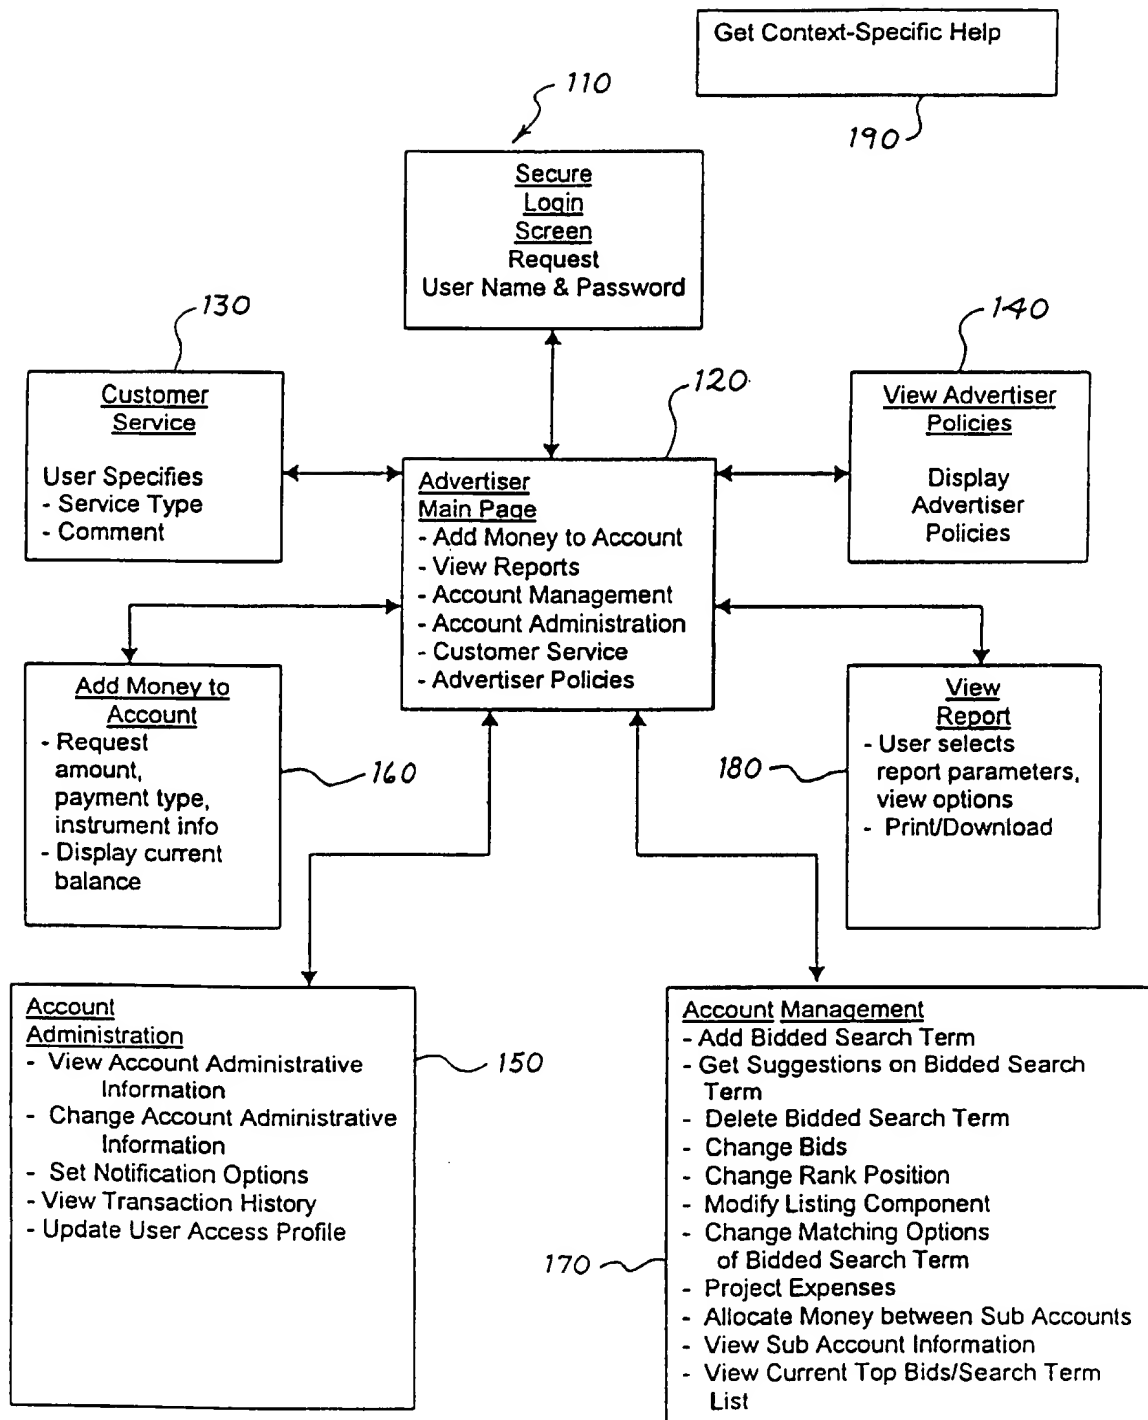 Get Context-Specific Help
190
110
Secure
Login
Screen
Request
User Name & Password
130
Customer
Service
User Specifies
- Service Type
- Comment
120
Advertiser
Main Page
- Add Money to Account
- View Reports
- Account Management
- Account Administration
- Customer Service
- Advertiser Policies
140
View Advertiser
Policies
Display
Advertiser
Policies
Add Money to
Account
- Request
amount,
payment type,
instrument info
- Display current
balance
160
180
View
Report
- User selects
report parameters,
view options
- Print/Download
Account
Administration
- View Account Administrative
Information
- Change Account Administrative
Information
- Set Notification Options
- View Transaction History
- Update User Access Profile
150
Account Management
- Add Bidded Search Term
- Get Suggestions on Bidded Search
Term
- Delete Bidded Search Term
- Change Bids
- Change Rank Position
- Modify Listing Component
- Change Matching Options
of Bidded Search Term
- Project Expenses
- Allocate Money between Sub Accounts
- View Sub Account Information
- View Current Top Bids/Search Term
List
170